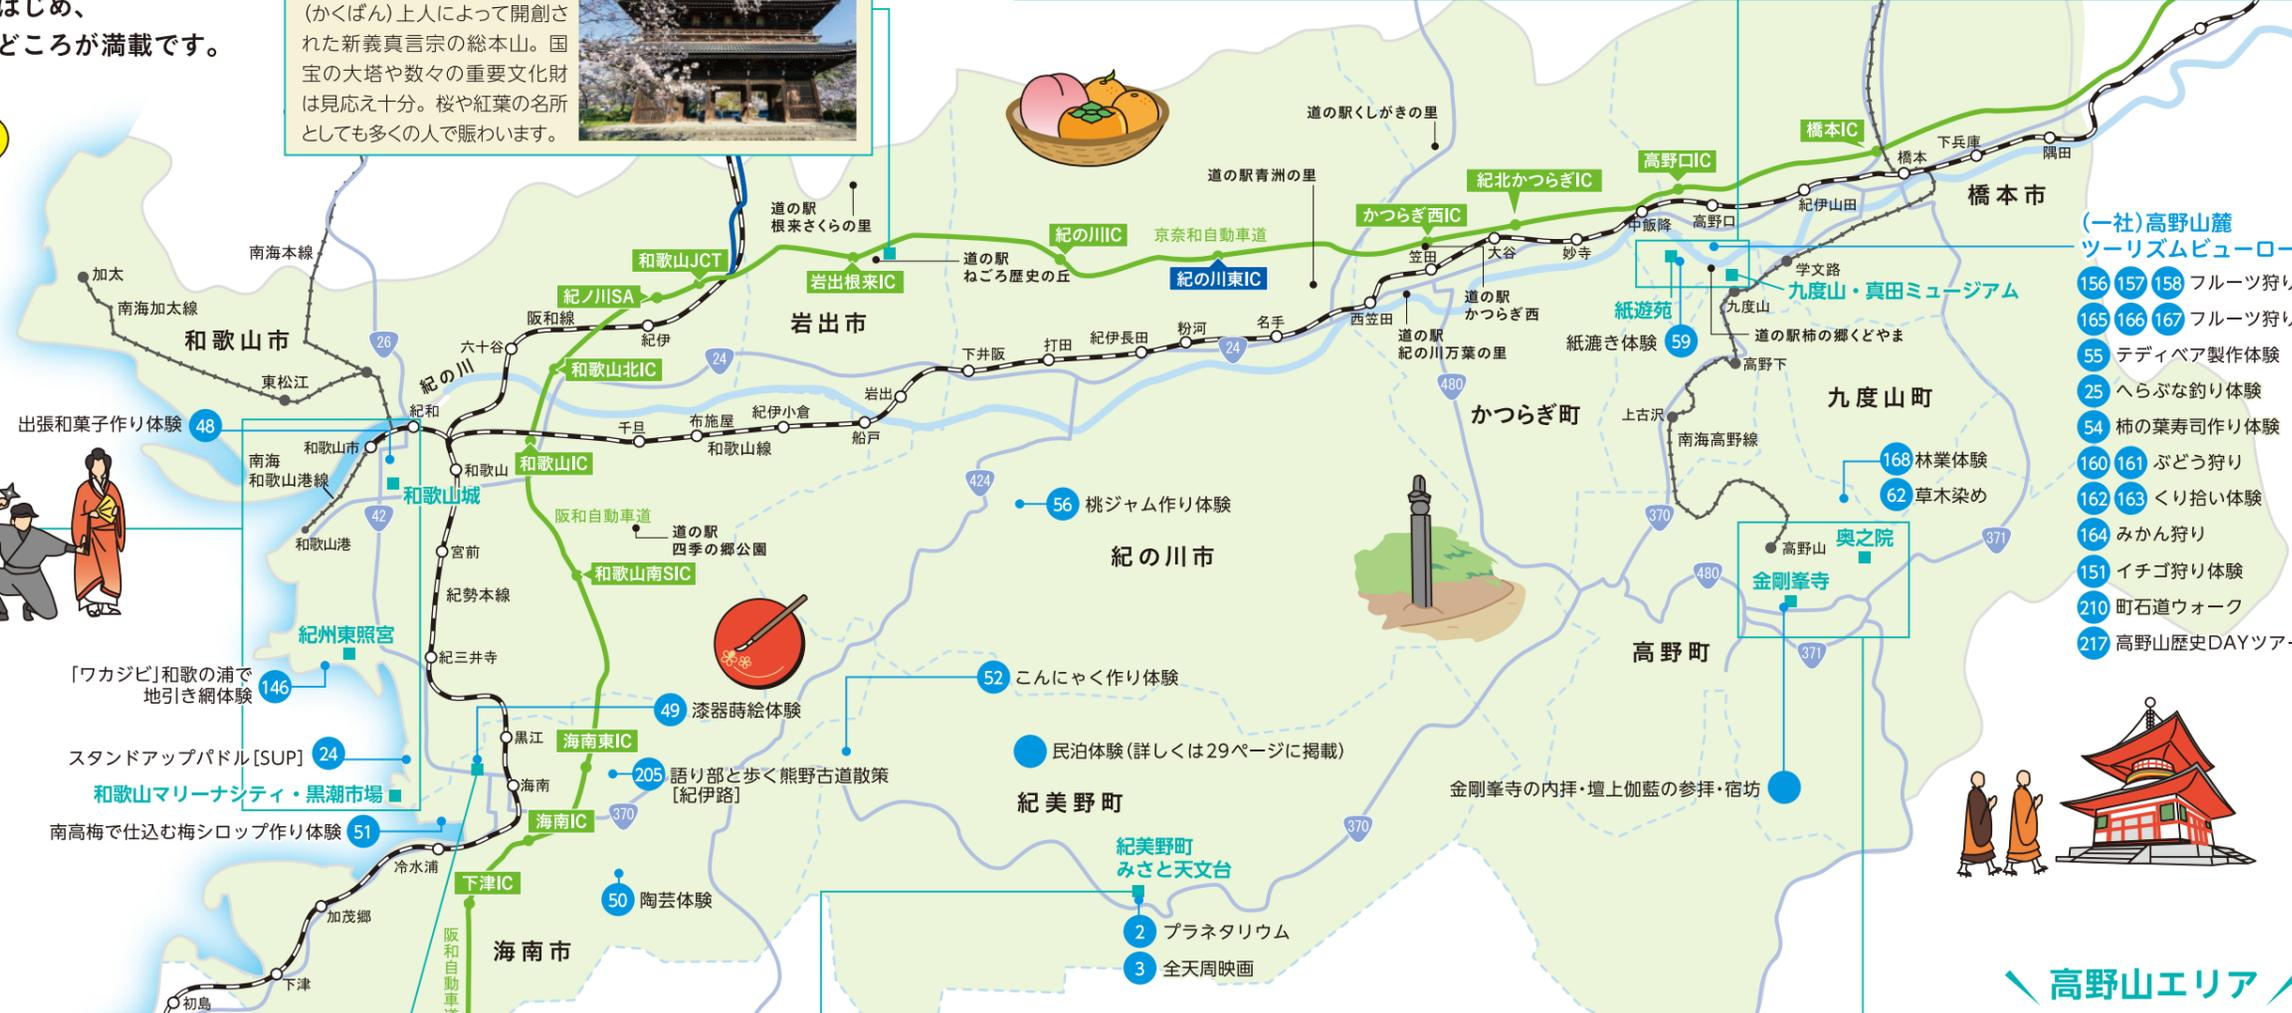 はじめ、
どころが満載です。
(かくばん)上人によって開創さ
れた新義真言宗の総本山。国
宝の大塔や数々の重要文化財
は見応え十分。桜や紅葉の名所
としても多くの人で賑わいます。
道の駅くしがきの里
道の駅青洲の里
橋本IC
高野口IC
紀北かつらぎIC
かつらぎ西IC
下兵庫
隅田
橋本
橋本市
紀伊山田
高野口
中飯降
妙寺
大谷
笠田
西笠田
道の駅
根来さくらの里
紀の川IC
京奈和自動車道
紀の川東IC
南海本線
和歌山JCT
岩出根来IC
道の駅
ねごろ歴史の丘
紀ノ川SA
加太
南海加太線
和歌山市
東松江
阪和線
六十谷
紀伊
岩出市
26
24
24
紀の川
和歌山北IC
下井阪
打田
紀伊長田
粉河
名手
道の駅
かつらぎ西
道の駅
紀の川万葉の里
480
かつらぎ町
学文路
九度山・真田ミュージアム
九度山
紙遊苑
紙漉き体験 59
道の駅柿の郷くどやま
高野下
九度山町
上古沢
南海高野線
(一社)高野山麓
ツーリズムビューロー
156 157 158 フルーツ狩り
165 166 167 フルーツ狩り
55 テディベア製作体験
25 へらぶな釣り体験
54 柿の葉寿司作り体験
160 161 ぶどう狩り
162 163 くり拾い体験
164 みかん狩り
151 イチゴ狩り体験
210 町石道ウォーク
217 高野山歴史DAYツアー
出張和菓子作り体験 48
紀和
和歌山市
和歌山
南海
和歌山港線
和歌山城
和歌山港
42
和歌山IC
千旦
布施屋
和歌山線
紀伊小倉
船戸
岩出
424
56 桃ジャム作り体験
阪和自動車道
道の駅
四季の郷公園
宮前
和歌山南SIC
紀勢本線
紀の川市
168 林業体験
62 草木染め
370
371
奥之院
高野山
金剛峯寺
480
371
高野町
紀州東照宮
紀三井寺
「ワカジビ」和歌の浦で
地引き網体験 146
52 こんにゃく作り体験
49 漆器蒔絵体験
黒江
海南東IC
スタンドアップパドル[SUP] 24
205 語り部と歩く熊野古道散策
[紀伊路]
民泊体験(詳しくは29ページに掲載)
和歌山マリーナシティ・黒潮市場
海南
海南IC
370
紀美野町
370
金剛峯寺の内拝・壇上伽藍の参拝・宿坊
南高梅で仕込む梅シロップ作り体験 51
冷水浦
下津IC
紀美野町
みさと天文台
50 陶芸体験
加茂郷
2 プラネタリウム
3 全天周映画
海南市
阪和自動車道
下津
初島
高野山エリア